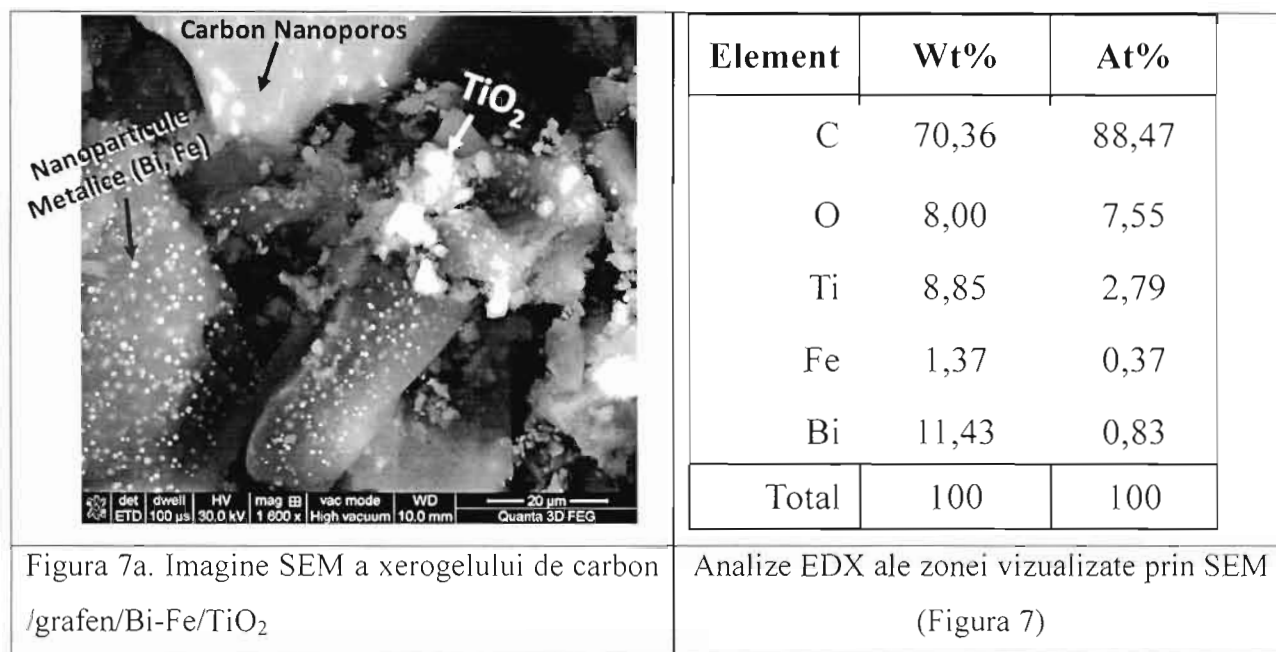 Carbon Nanoporos
TiO₂
Nanoparticule
Metalice (Bi, Fe)
det dwell HV mag ⊞ vac mode WD 20 µm
ETD 100 µs 30.0 kV 1 600 x High vacuum 10.0 mm Quanta 3D FEG
Element Wt% At%
C 70,36 88,47
O 8,00 7,55
Ti 8,85 2,79
Fe 1,37 0,37
Bi 11,43 0,83
Total 100 100
Figura 7a. Imagine SEM a xerogelului de carbon
/grafen/Bi-Fe/TiO₂
Analize EDX ale zonei vizualizate prin SEM
(Figura 7)